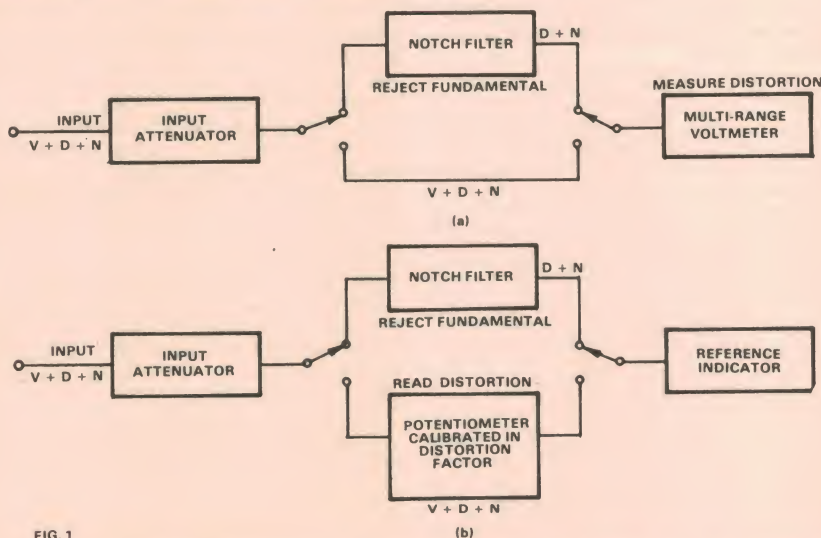 NOTCH FILTER
D + N
REJECT FUNDAMENTAL
MEASURE DISTORTION
INPUT
V + D + N
INPUT
ATTENUATOR
MULTI-RANGE
VOLTMETER
V + D + N
(a)
NOTCH FILTER
D + N
REJECT FUNDAMENTAL
INPUT
V + D + N
INPUT
ATTENUATOR
REFERENCE
INDICATOR
READ DISTORTION
POTENTIOMETER
CALIBRATED IN
DISTORTION
FACTOR
V + D + N
(b)
FIG. 1